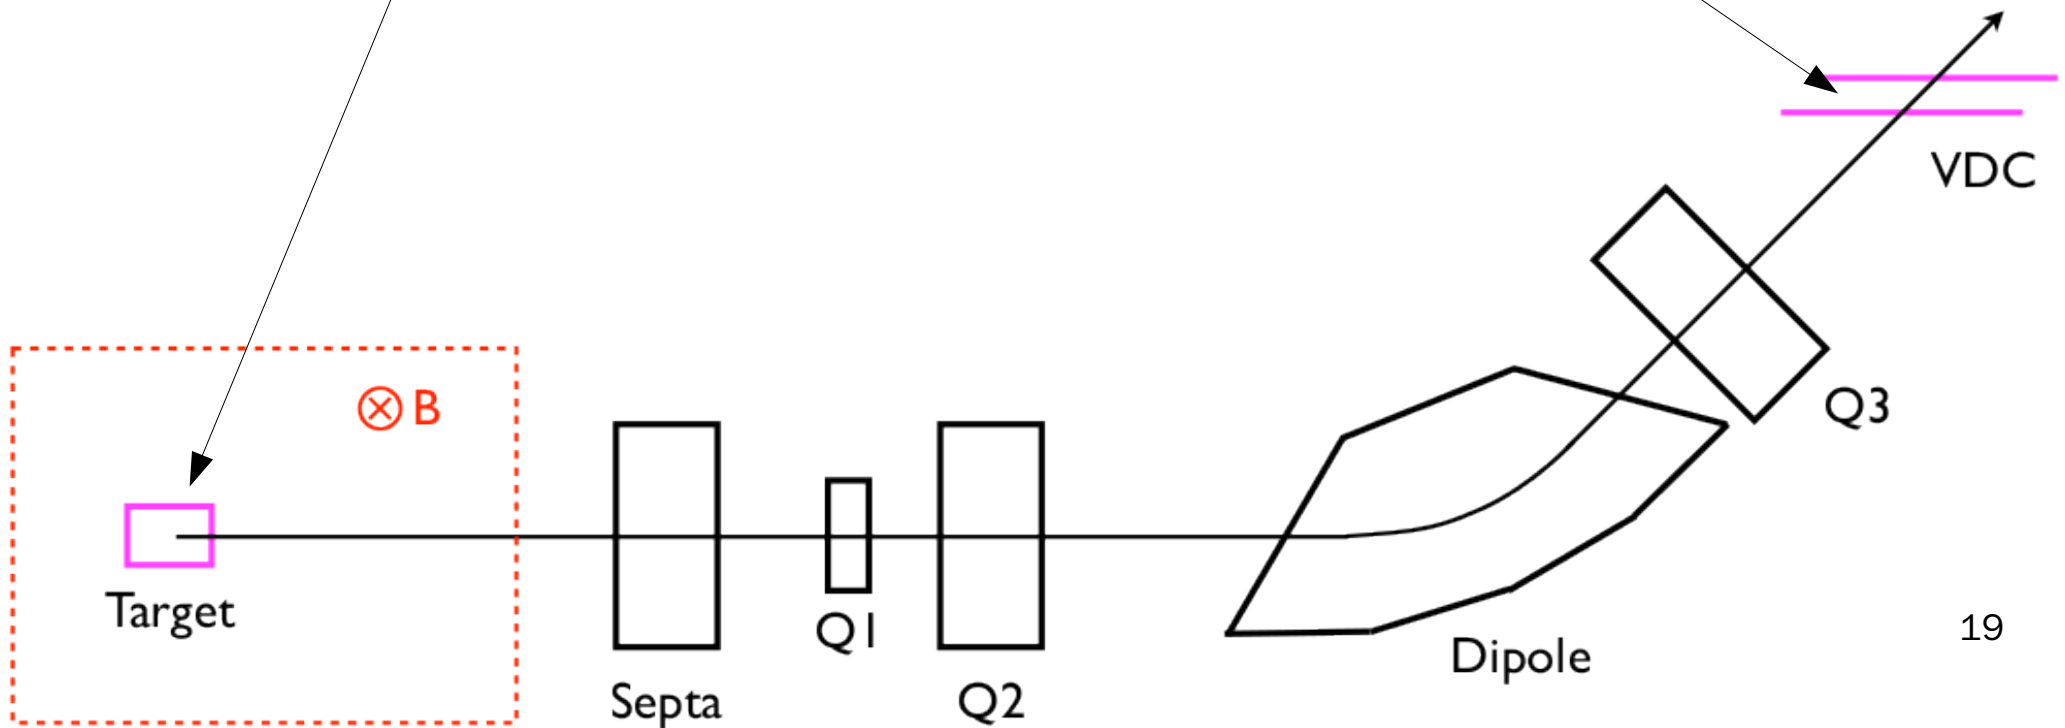 VDC
B
Q3
Target
Q1
19
Dipole
Septa
Q2